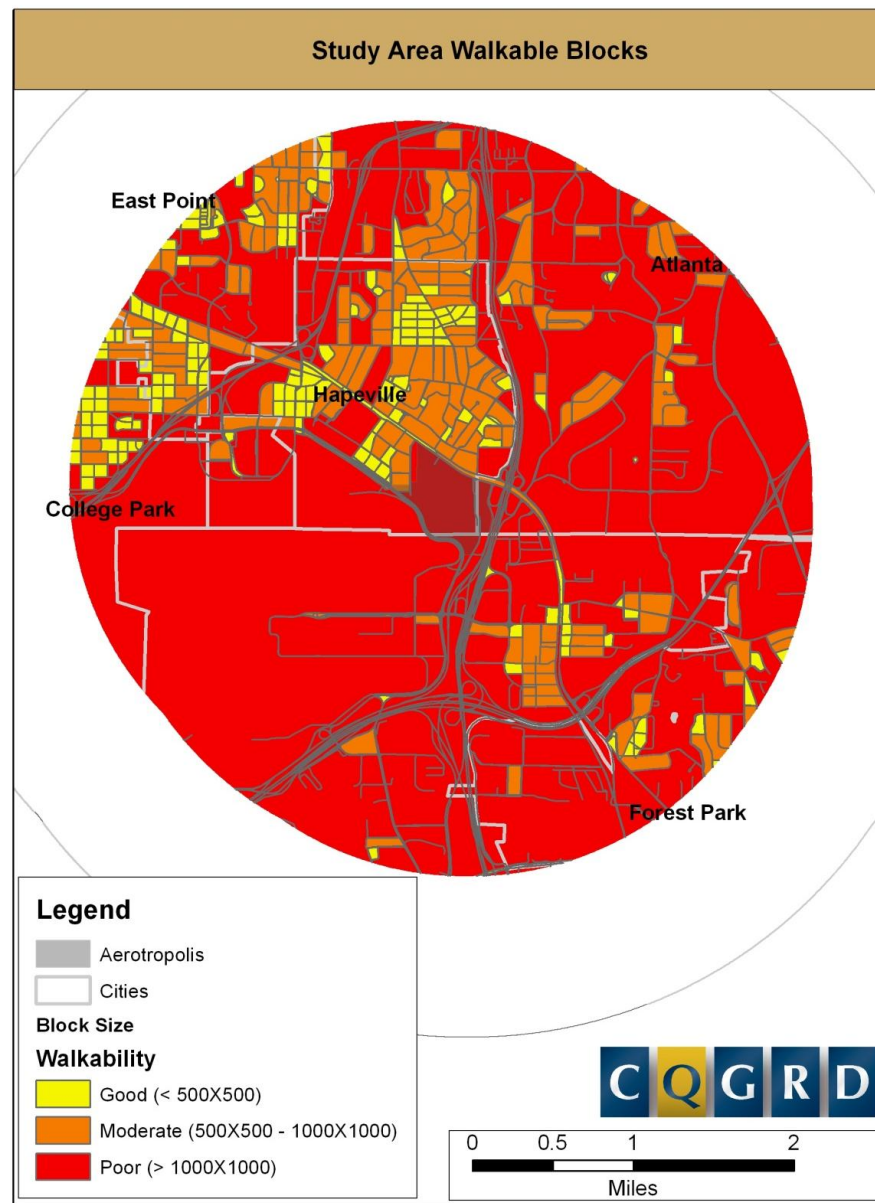 Study Area Walkable Blocks
East Point
Atlanta
Hapeville
College Park
Forest Park
Legend
Aerotropolis
Cities
Block Size
Walkability
Good (< 500X500)
Moderate (500X500 - 1000X1000)
Poor (> 1000X1000)
C Q G R D
0 0.5 1 2
Miles